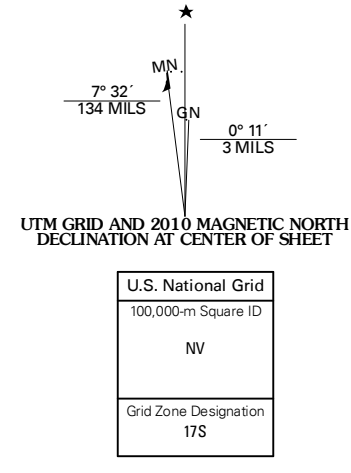 ★
MN
7° 32´
134 MILS
GN
0° 11´
3 MILS
UTM GRID AND 2010 MAGNETIC NORTH
DECLINATION AT CENTER OF SHEET
U.S. National Grid
100,000-m Square ID
NV
Grid Zone Designation
17S